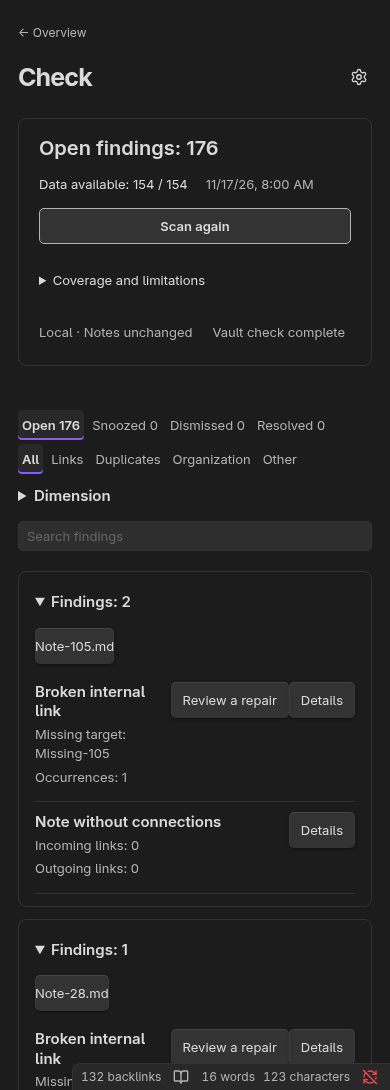 ← Overview
Check
Open findings: 176
Data available: 154 / 154 11/17/26, 8:00 AM
Scan again
▶ Coverage and limitations
Local · Notes unchanged Vault check complete
Open 176 Snoozed 0 Dismissed 0 Resolved 0
All Links Duplicates Organization Other
▶ Dimension
Search findings
▼ Findings: 2
Note-105.md
Broken internal
link
Review a repair Details
Missing target:
Missing-105
Occurrences: 1
Note without connections
Details
Incoming links: 0
Outgoing links: 0
▼ Findings: 1
Note-28.md
Broken internal
link
Review a repair Details
132 backlinks 16 words 123 characters